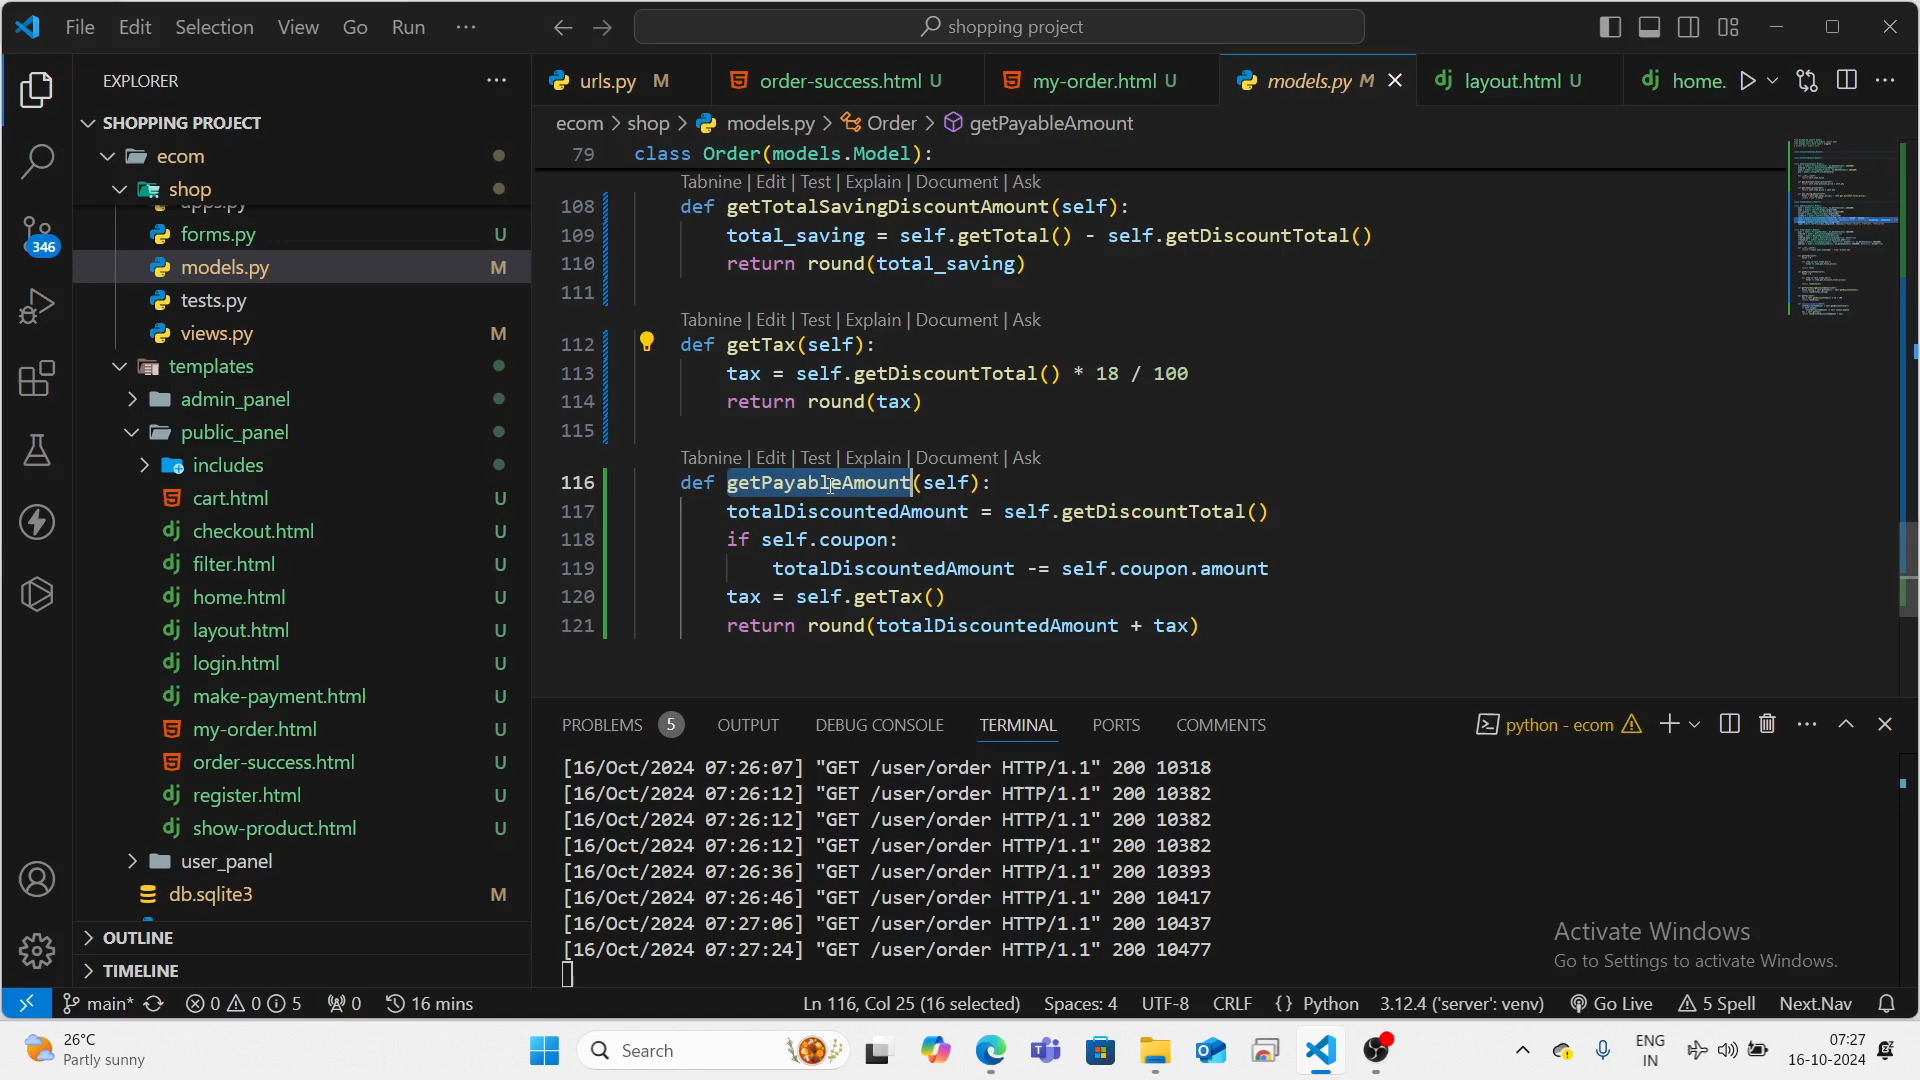 File Edit Selection View Go Run ···
shopping project
EXPLORER
urls.py M
order-success.html U
my-order.html U
models.py M
layout.html U
home.
SHOPPING PROJECT
ecom > shop > models.py > Order > getPayableAmount
ecom
79 class Order(models.Model):
shop
Tabnine | Edit | Test | Explain | Document | Ask
apps.py
108 def getTotalSavingDiscountAmount(self):
forms.py U
109 total_saving = self.getTotal() - self.getDiscountTotal()
110 return round(total_saving)
models.py M
111
tests.py
Tabnine | Edit | Test | Explain | Document | Ask
views.py M
112 def getTax(self):
templates
113 tax = self.getDiscountTotal() * 18 / 100
admin_panel
114 return round(tax)
public_panel
115
Tabnine | Edit | Test | Explain | Document | Ask
includes
116 def getPayableAmount(self):
cart.html U
117 totalDiscountedAmount = self.getDiscountTotal()
checkout.html U
118 if self.coupon:
filter.html U
119 totalDiscountedAmount -= self.coupon.amount
home.html U
120 tax = self.getTax()
layout.html U
121 return round(totalDiscountedAmount + tax)
login.html U
make-payment.html U
my-order.html U
order-success.html U
register.html U
show-product.html U
user_panel
db.sqlite3 M
OUTLINE
TIMELINE
346
PROBLEMS 5 OUTPUT DEBUG CONSOLE TERMINAL PORTS COMMENTS
python - ecom
[16/Oct/2024 07:26:07] "GET /user/order HTTP/1.1" 200 10318
[16/Oct/2024 07:26:12] "GET /user/order HTTP/1.1" 200 10382
[16/Oct/2024 07:26:12] "GET /user/order HTTP/1.1" 200 10382
[16/Oct/2024 07:26:12] "GET /user/order HTTP/1.1" 200 10382
[16/Oct/2024 07:26:36] "GET /user/order HTTP/1.1" 200 10393
[16/Oct/2024 07:26:46] "GET /user/order HTTP/1.1" 200 10417
[16/Oct/2024 07:27:06] "GET /user/order HTTP/1.1" 200 10437
[16/Oct/2024 07:27:24] "GET /user/order HTTP/1.1" 200 10477
Activate Windows
Go to Settings to activate Windows.
main* 0 0 5 0 16 mins Ln 116, Col 25 (16 selected) Spaces: 4 UTF-8 CRLF {} Python 3.12.4 ('server': venv) Go Live 5 Spell Next.Nav
26°C
Partly sunny
Search
ENG
IN
07:27
16-10-2024